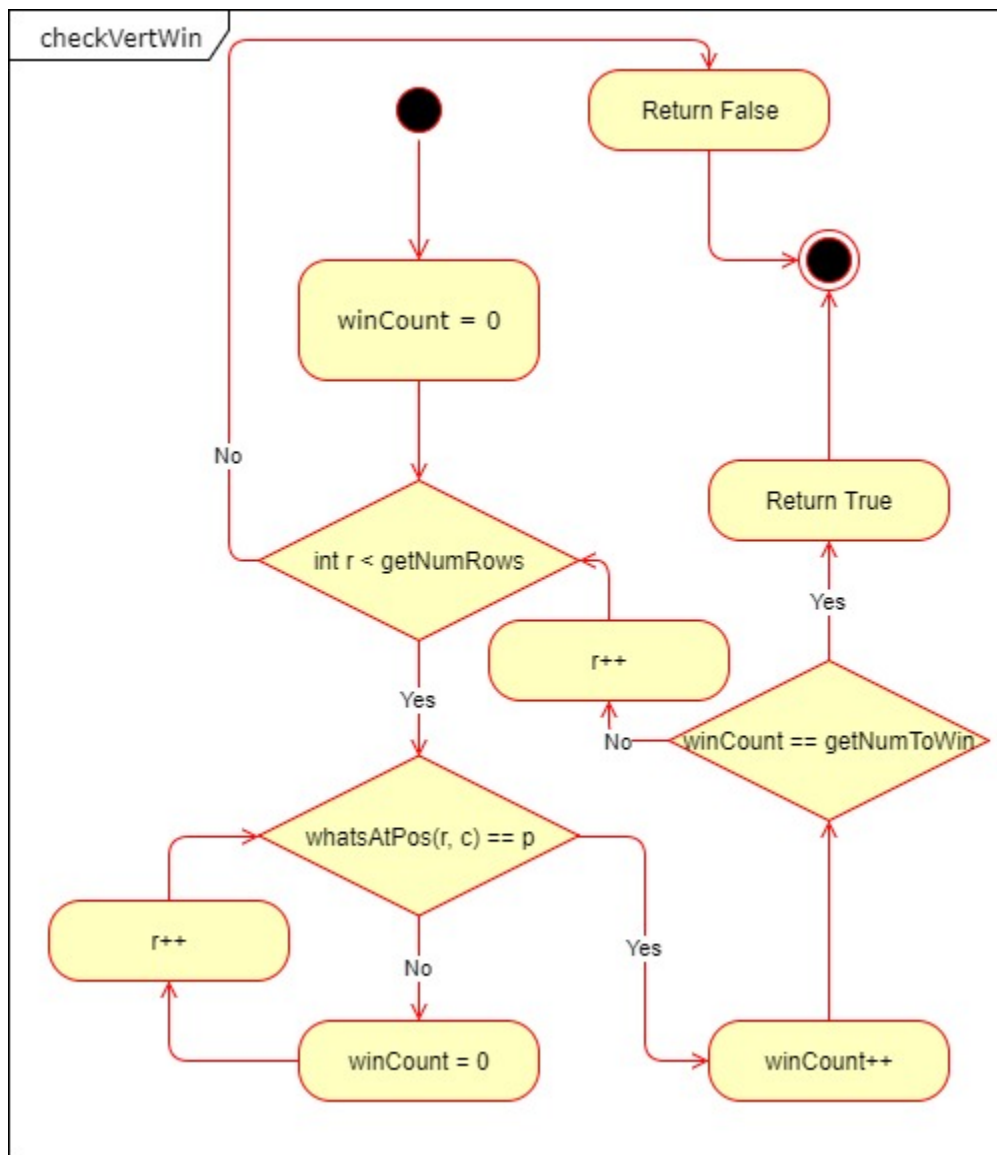 checkVertWin
Return False
winCount = 0
No
Return True
int r < getNumRows
Yes
r++
Yes
No
winCount == getNumToWin
whatsAtPos(r, c) == p
r++
Yes
No
winCount = 0
winCount++